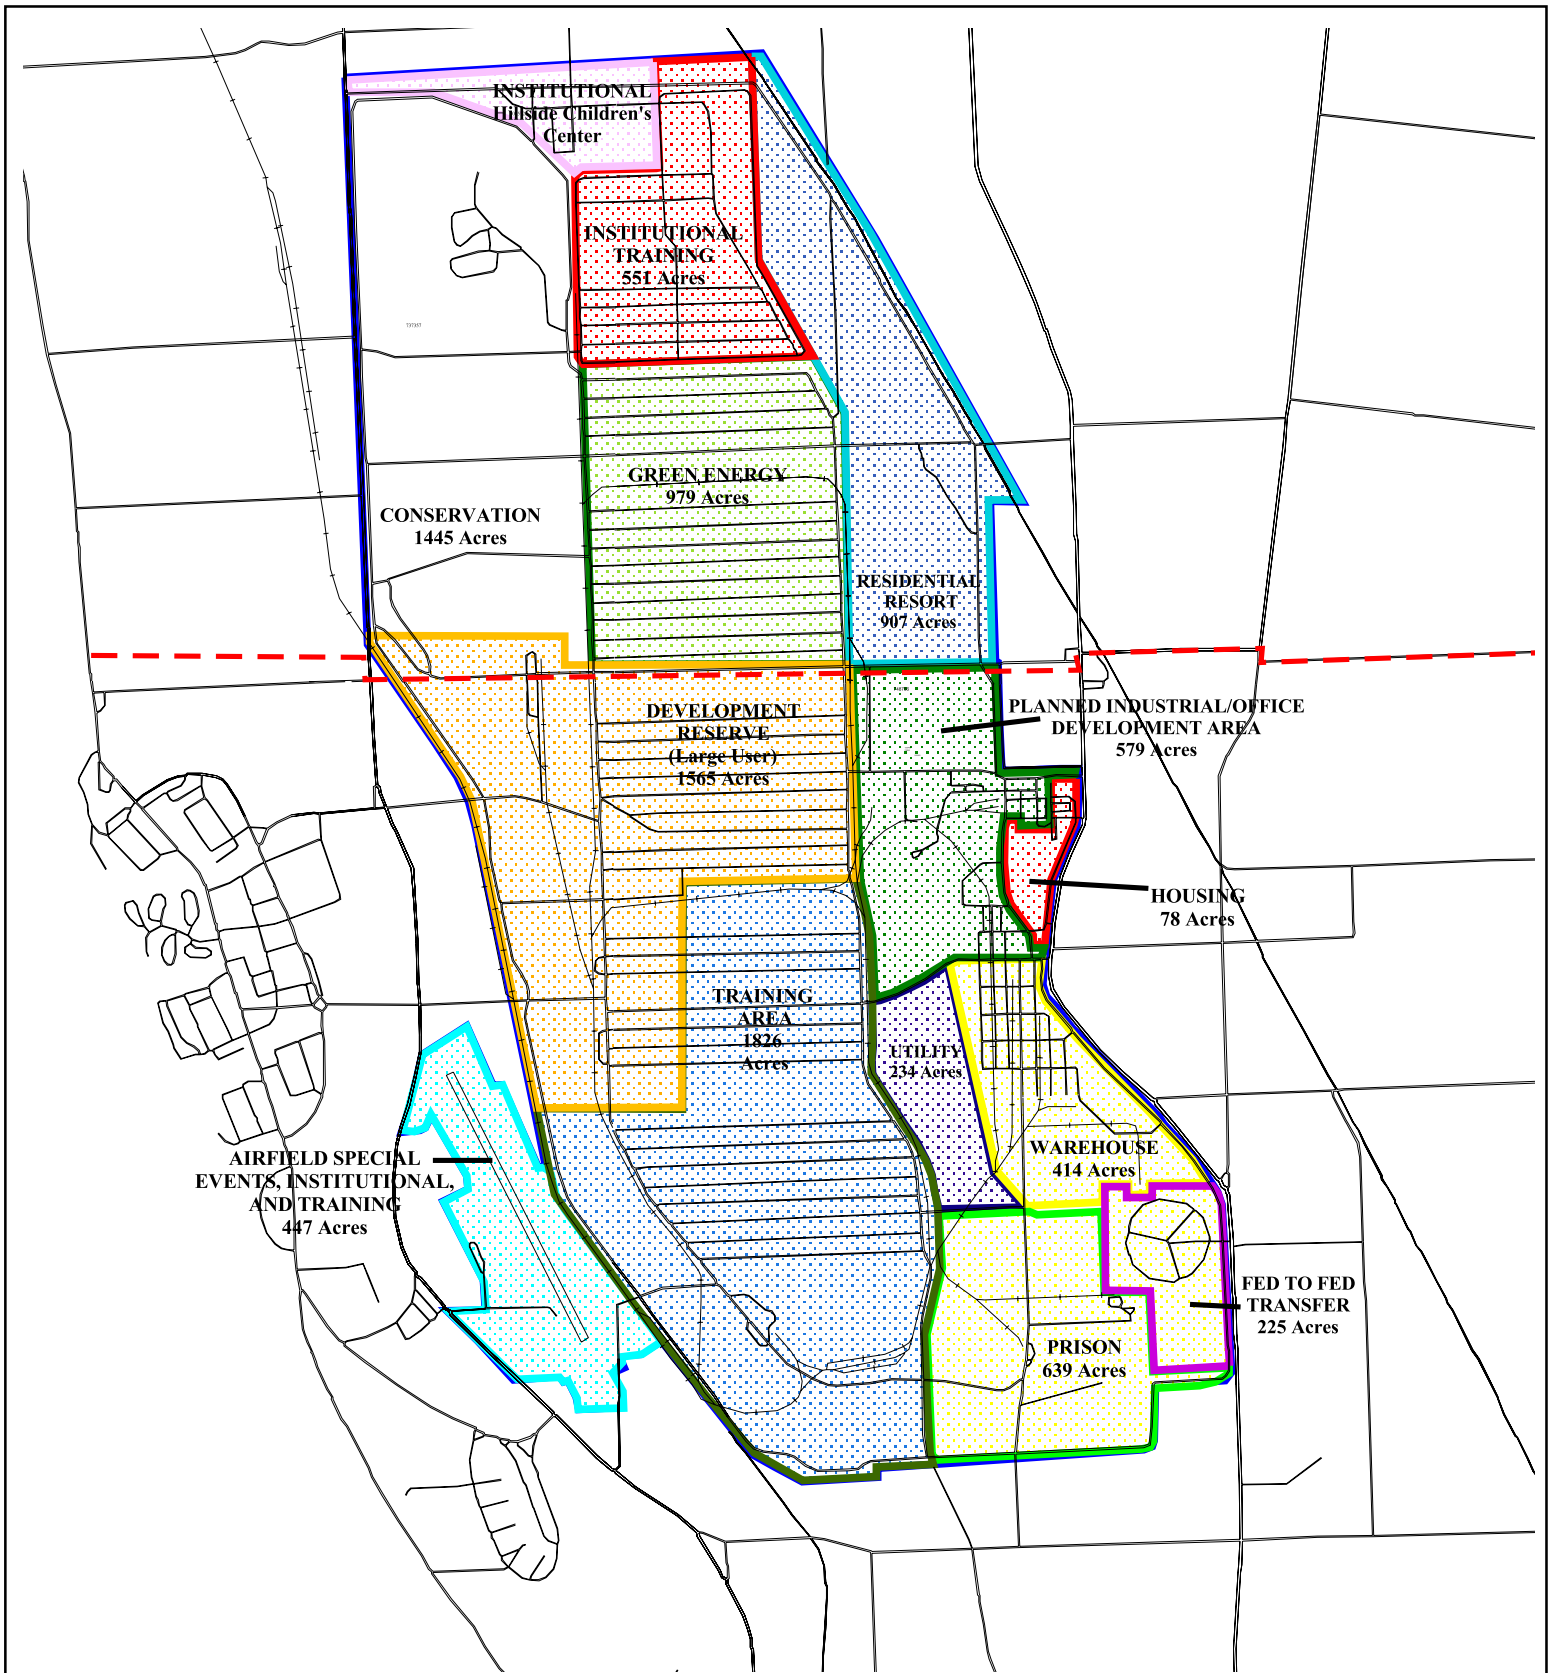 INSTITUTIONAL
Hillside Children's
Center
INSTITUTIONAL
TRAINING
551 Acres
GREEN ENERGY
979 Acres
CONSERVATION
1445 Acres
RESIDENTIAL
RESORT
907 Acres
DEVELOPMENT
RESERVE
(Large User)
1565 Acres
PLANNED INDUSTRIAL/OFFICE
DEVELOPMENT AREA
579 Acres
HOUSING
78 Acres
TRAINING
AREA
1826
Acres
UTILITY
234 Acres
WAREHOUSE
414 Acres
AIRFIELD SPECIAL
EVENTS, INSTITUTIONAL,
AND TRAINING
447 Acres
FED TO FED
TRANSFER
225 Acres
PRISON
639 Acres